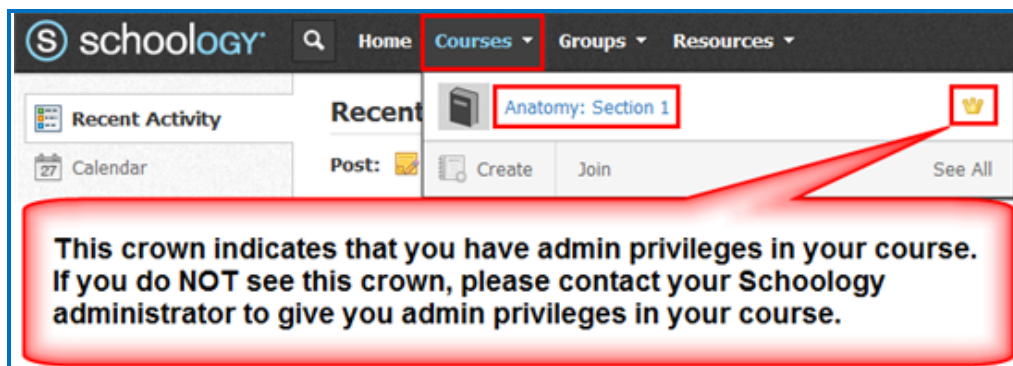 schoology Home Courses Groups Resources
Recent Activity
Recent
Anatomy: Section 1
27 Calendar
Post:
Create Join See All
This crown indicates that you have admin privileges in your course.
If you do NOT see this crown, please contact your Schoology
administrator to give you admin privileges in your course.